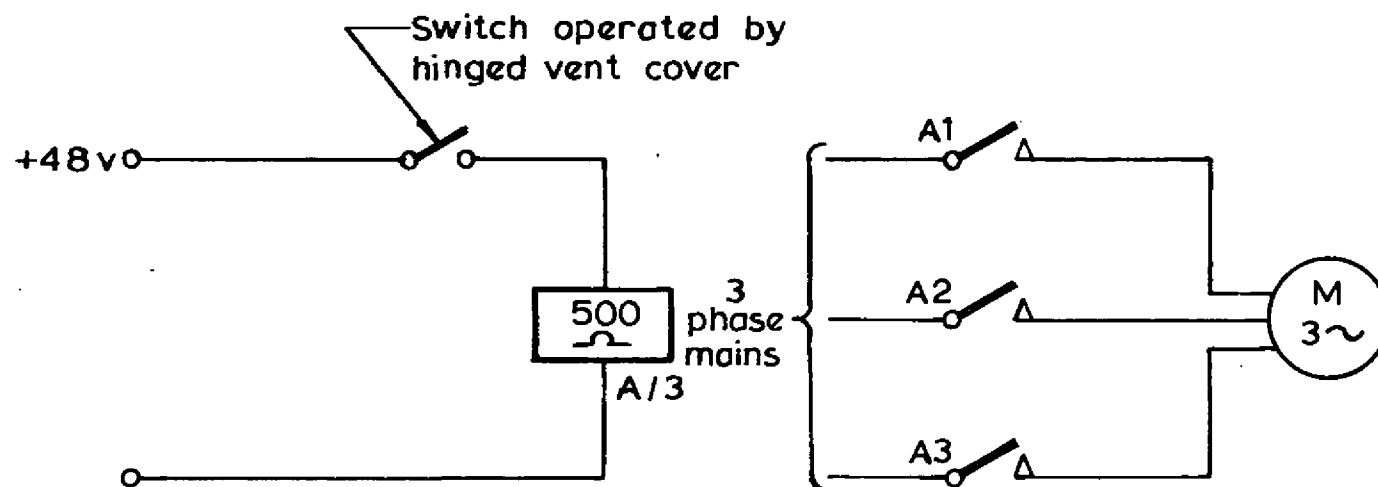 Switch operated by
hinged vent cover
+48v
A1
A2
A3
500
A/3
3
phase
mains
M
3~